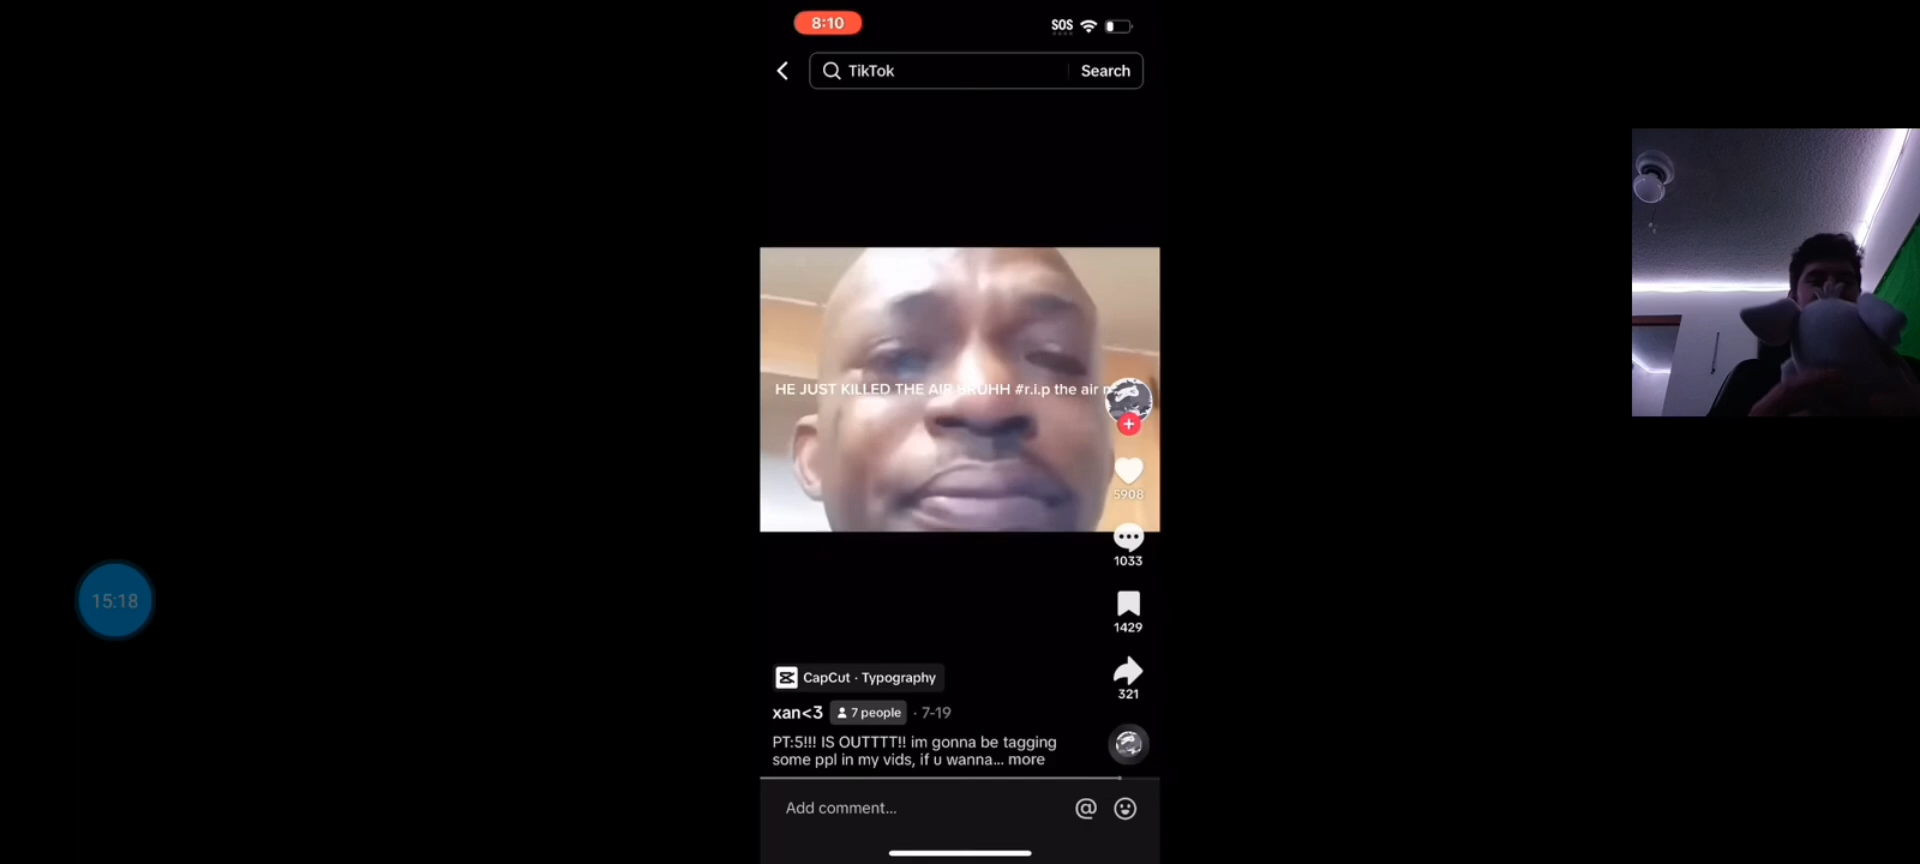 8:10
SOS
TikTok
Search
HE JUST KILLED THE AIR BRUHH #r.i.p the air
5908
1033
1429
321
15:18
CapCut · Typography
xan<3 7 people · 7-19
PT:5!!! IS OUTTTT!! im gonna be tagging
some ppl in my vids, if u wanna... more
Add comment...
@